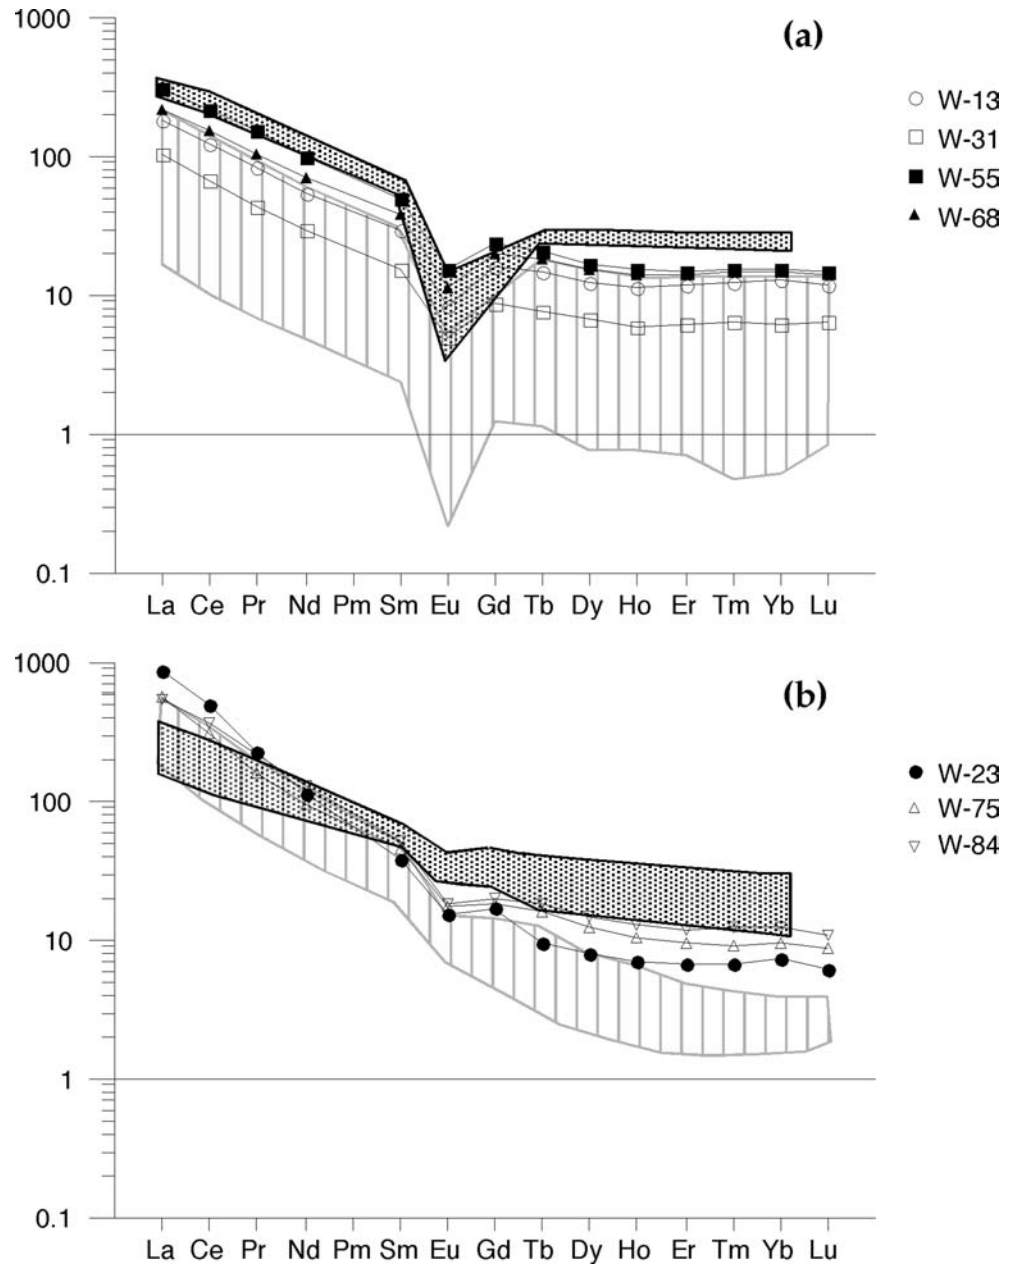 1000
(a)
W-13
W-31
100
W-55
W-68
10
1
0.1
La Ce Pr Nd Pm Sm Eu Gd Tb Dy Ho Er Tm Yb Lu
1000
(b)
W-23
100
W-75
W-84
10
1
0.1
La Ce Pr Nd Pm Sm Eu Gd Tb Dy Ho Er Tm Yb Lu